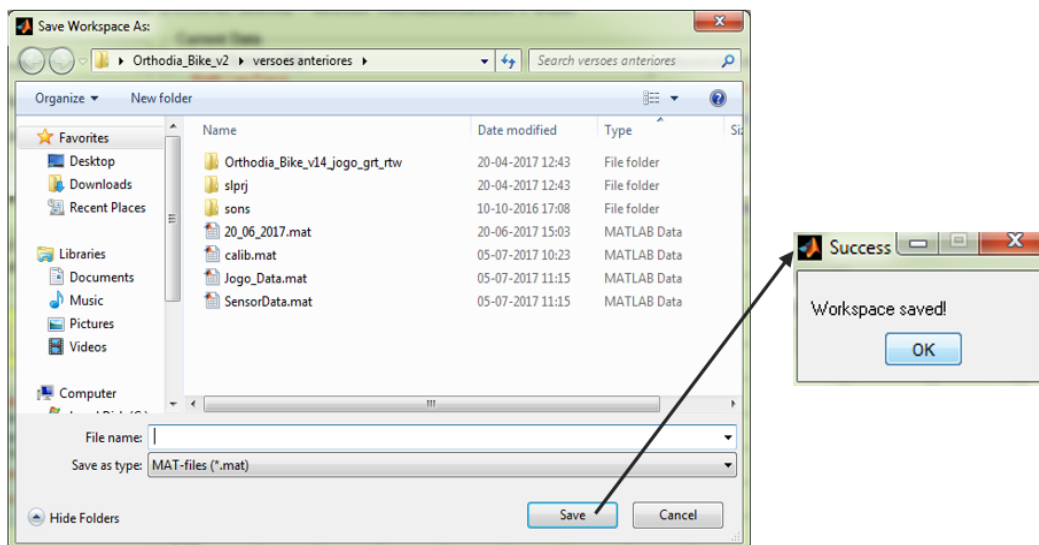 Save Workspace As:
Orthodia_Bike_v2 versoes anteriores
Search versoes anteriores
Organize New folder
Name Date modified Type
Favorites
Desktop
Downloads
Recent Places
Libraries
Documents
Music
Pictures
Videos
Computer
Orthodia_Bike_v14_jogo_grt_rtw 20-04-2017 12:43 File folder
slprj 20-04-2017 12:43 File folder
sons 10-10-2016 17:08 File folder
20_06_2017.mat 20-06-2017 15:03 MATLAB Data
calib.mat 05-07-2017 10:23 MATLAB Data
Jogo_Data.mat 05-07-2017 11:15 MATLAB Data
SensorData.mat 05-07-2017 11:15 MATLAB Data
File name:
Save as type: MAT-files (*.mat)
Hide Folders
Save Cancel
Success
Workspace saved!
OK